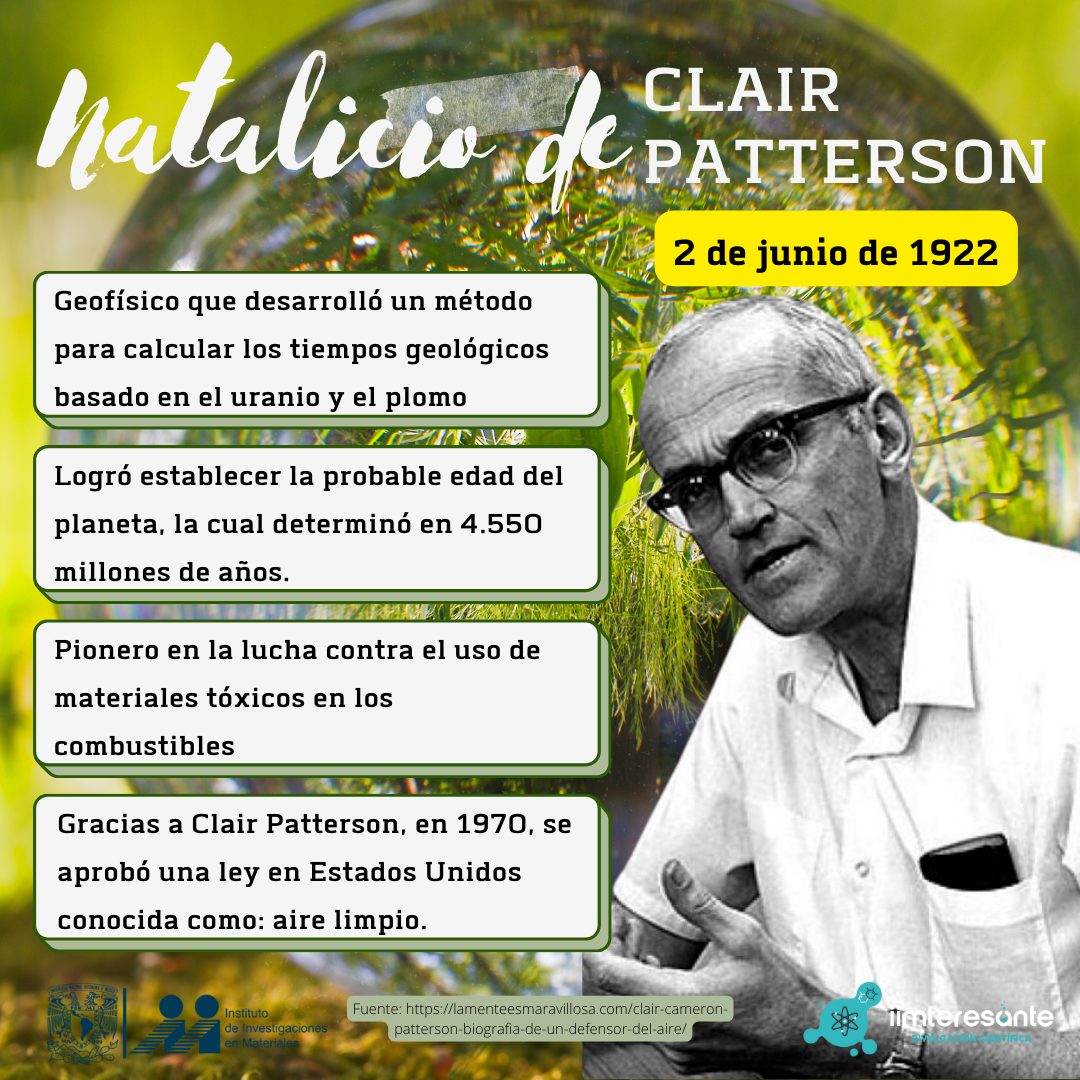 Natalicio de CLAIR
PATTERSON
2 de junio de 1922
Geofísico que desarrolló un método
para calcular los tiempos geológicos
basado en el uranio y el plomo
Logró establecer la probable edad del
planeta, la cual determinó en 4.550
millones de años.
Pionero en la lucha contra el uso de
materiales tóxicos en los
combustibles
Gracias a Clair Patterson, en 1970, se
aprobó una ley en Estados Unidos
conocida como: aire limpio.
Instituto
de Investigaciones
en Materiales
Fuente: https://lamenteesmaravillosa.com/clair-cameron-
patterson-biografia-de-un-defensor-del-aire/
iimteresante
DIVULGACIÓN CIENTÍFICA